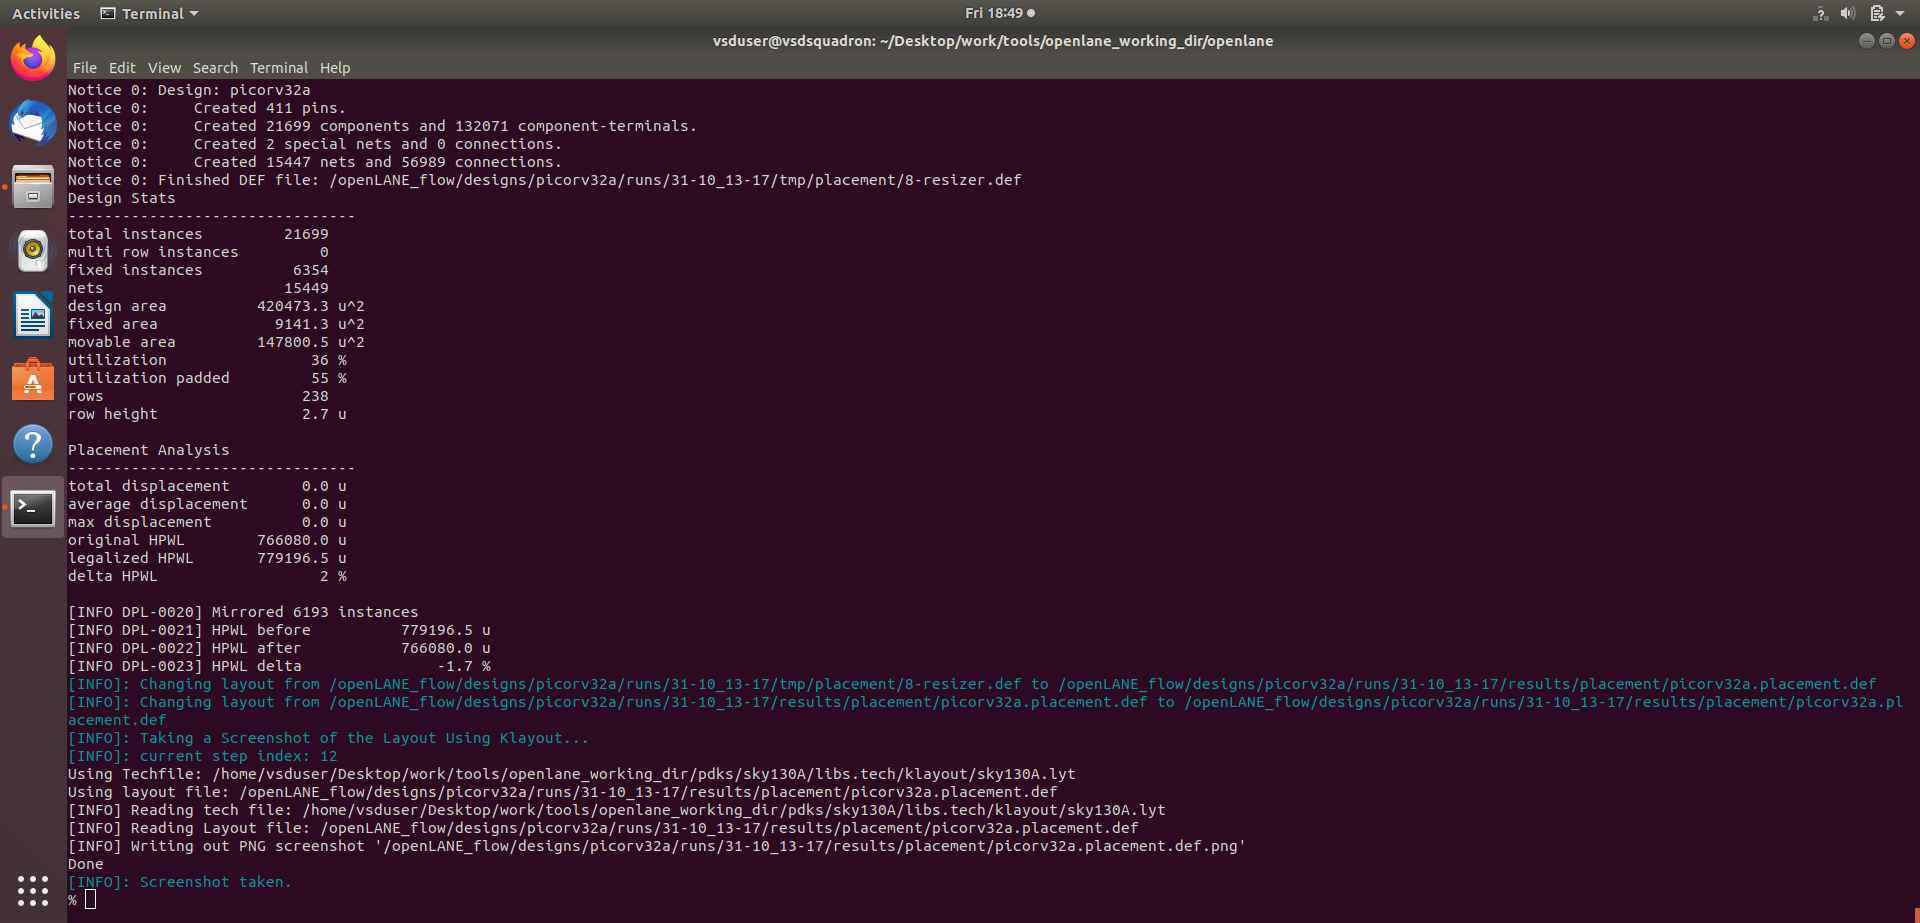 Activities Terminal Fri 18:49
vsduser@vsdsquadron: ~/Desktop/work/tools/openlane_working_dir/openlane
File Edit View Search Terminal Help
Notice 0: Design: picorv32a
Notice 0:     Created 411 pins.
Notice 0:     Created 21699 components and 132071 component-terminals.
Notice 0:     Created 2 special nets and 0 connections.
Notice 0:     Created 15447 nets and 56989 connections.
Notice 0: Finished DEF file: /openLANE_flow/designs/picorv32a/runs/31-10_13-17/tmp/placement/8-resizer.def
Design Stats
--------------------------------
total instances         21699
multi row instances         0
fixed instances          6354
nets                    15449
design area          420473.3 u^2
fixed area             9141.3 u^2
movable area         147800.5 u^2
utilization                36 %
utilization padded         55 %
rows                      238
row height                2.7 u
Placement Analysis
--------------------------------
total displacement        0.0 u
average displacement      0.0 u
max displacement          0.0 u
original HPWL        766080.0 u
legalized HPWL       779196.5 u
delta HPWL                  2 %
[INFO DPL-0020] Mirrored 6193 instances
[INFO DPL-0021] HPWL before          779196.5 u
[INFO DPL-0022] HPWL after           766080.0 u
[INFO DPL-0023] HPWL delta               -1.7 %
[INFO]: Changing layout from /openLANE_flow/designs/picorv32a/runs/31-10_13-17/tmp/placement/8-resizer.def to /openLANE_flow/designs/picorv32a/runs/31-10_13-17/results/placement/picorv32a.placement.def
[INFO]: Changing layout from /openLANE_flow/designs/picorv32a/runs/31-10_13-17/results/placement/picorv32a.placement.def to /openLANE_flow/designs/picorv32a/runs/31-10_13-17/results/placement/picorv32a.pl
acement.def
[INFO]: Taking a Screenshot of the Layout Using Klayout...
[INFO]: current step index: 12
Using Techfile: /home/vsduser/Desktop/work/tools/openlane_working_dir/pdks/sky130A/libs.tech/klayout/sky130A.lyt
Using layout file: /openLANE_flow/designs/picorv32a/runs/31-10_13-17/results/placement/picorv32a.placement.def
[INFO] Reading tech file: /home/vsduser/Desktop/work/tools/openlane_working_dir/pdks/sky130A/libs.tech/klayout/sky130A.lyt
[INFO] Reading Layout file: /openLANE_flow/designs/picorv32a/runs/31-10_13-17/results/placement/picorv32a.placement.def
[INFO] Writing out PNG screenshot '/openLANE_flow/designs/picorv32a/runs/31-10_13-17/results/placement/picorv32a.placement.def.png'
Done
[INFO]: Screenshot taken.
%